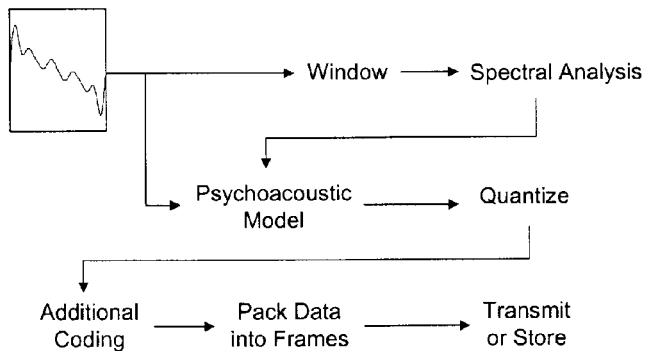 Window
Spectral Analysis
Psychoacoustic
Model
Quantize
Additional
Coding
Pack Data
into Frames
Transmit
or Store